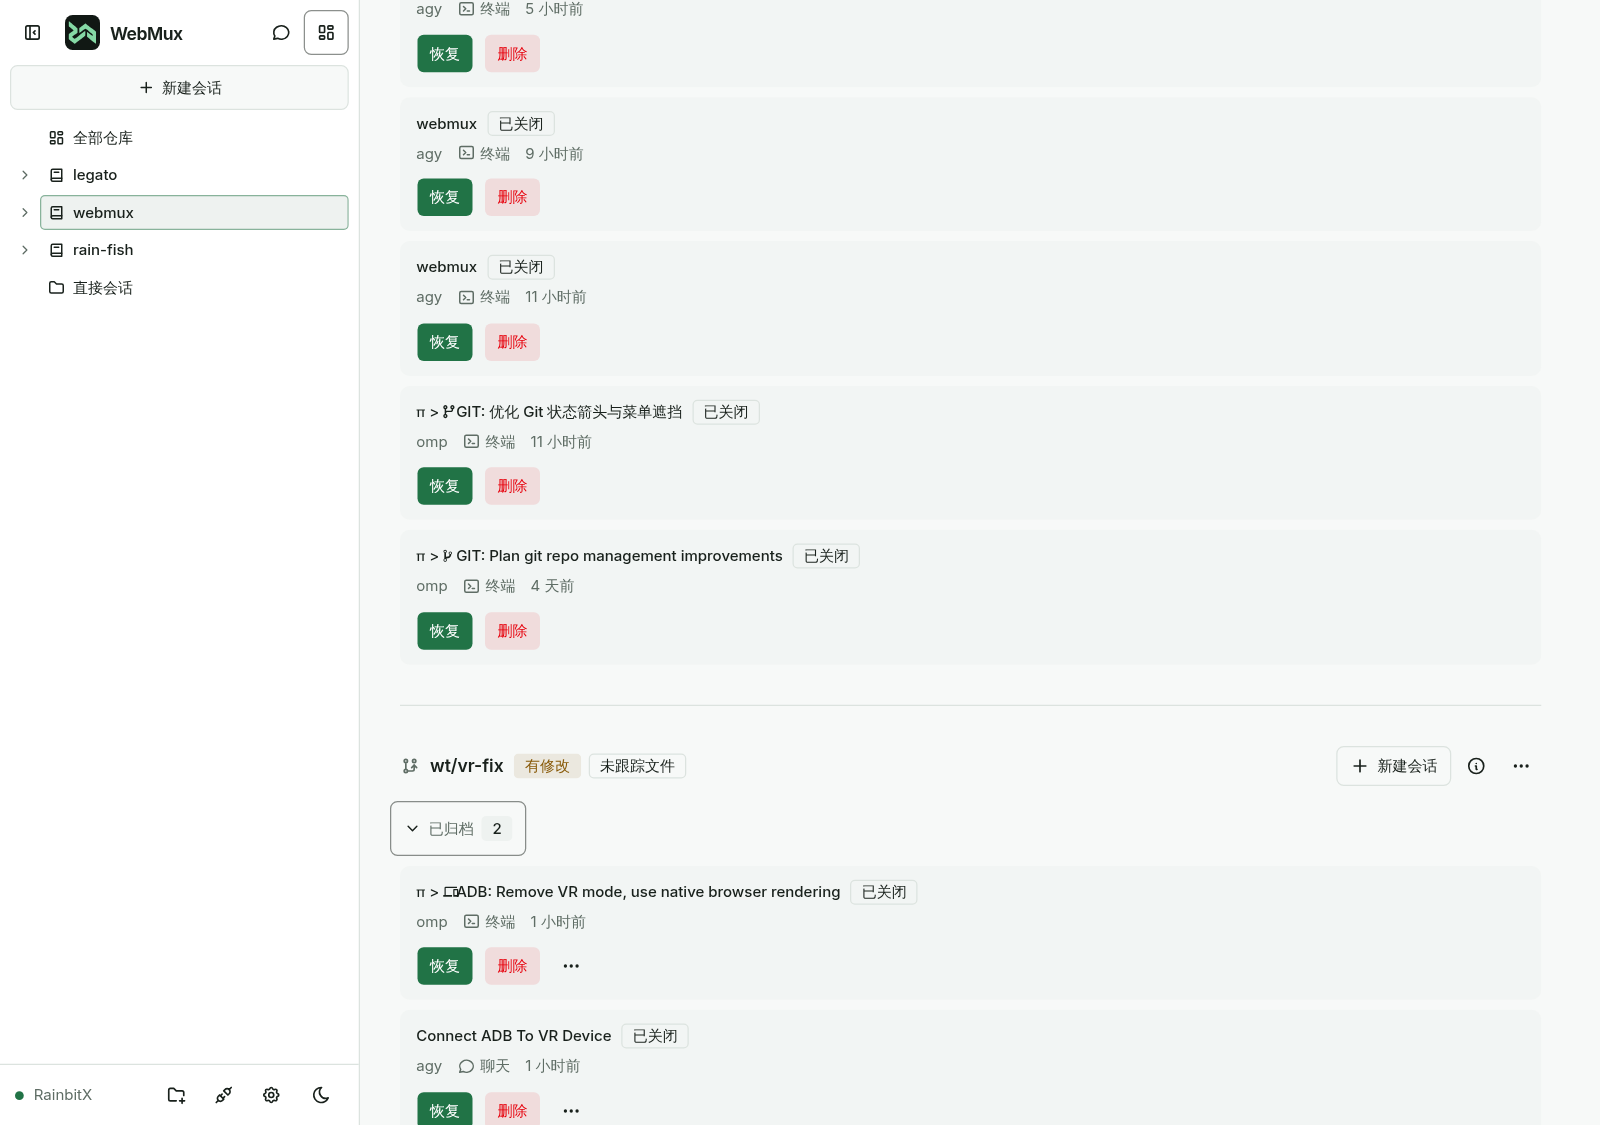 WebMux
新建会话
全部仓库
legato
webmux
rain-fish
直接会话
RainbitX
agy 终端 5 小时前
恢复 删除
webmux 已关闭
agy 终端 9 小时前
恢复 删除
webmux 已关闭
agy 终端 11 小时前
恢复 删除
π > GIT: 优化 Git 状态箭头与菜单遮挡 已关闭
omp 终端 11 小时前
恢复 删除
π > GIT: Plan git repo management improvements 已关闭
omp 终端 4 天前
恢复 删除
wt/vr-fix 有修改 未跟踪文件 新建会话
已归档 2
π > ADB: Remove VR mode, use native browser rendering 已关闭
omp 终端 1 小时前
恢复 删除
Connect ADB To VR Device 已关闭
agy 聊天 1 小时前
恢复 删除